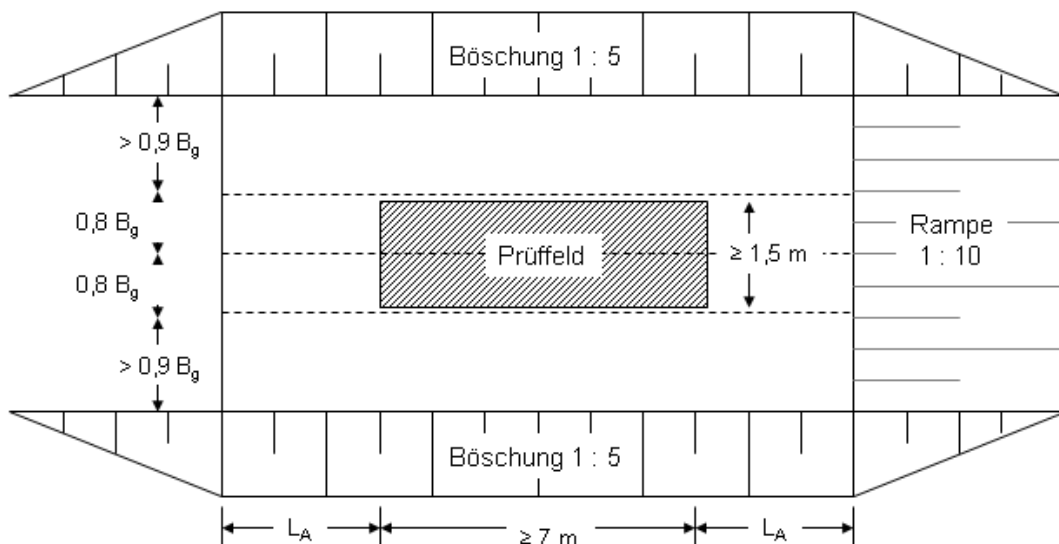 Böschung 1 : 5
> 0,9 Bg
0,8 Bg
Prüffeld
≥ 1,5 m
Rampe
1 : 10
0,8 Bg
> 0,9 Bg
Böschung 1 : 5
LA
≥ 7 m
LA